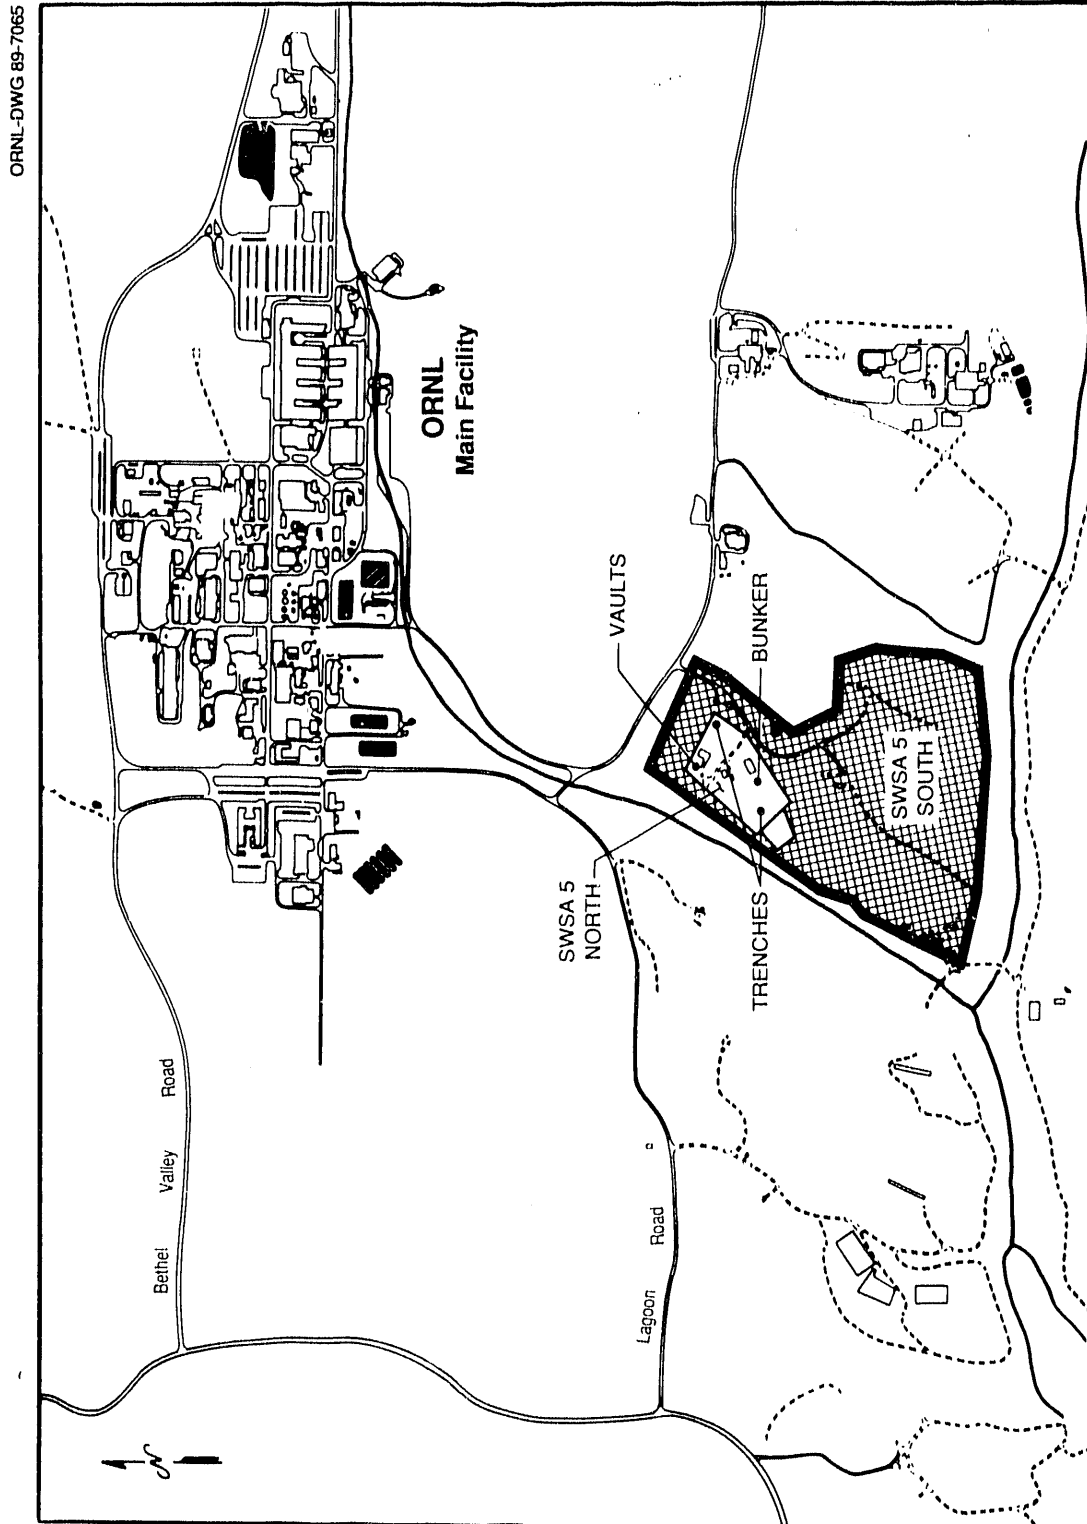 ORNL-DWG 89-7065
Bethel Valley Road
ORNL
Main Facility
Lagoon Road
VAULTS
SWSA 5
NORTH
BUNKER
TRENCHES
SWSA 5
SOUTH
N